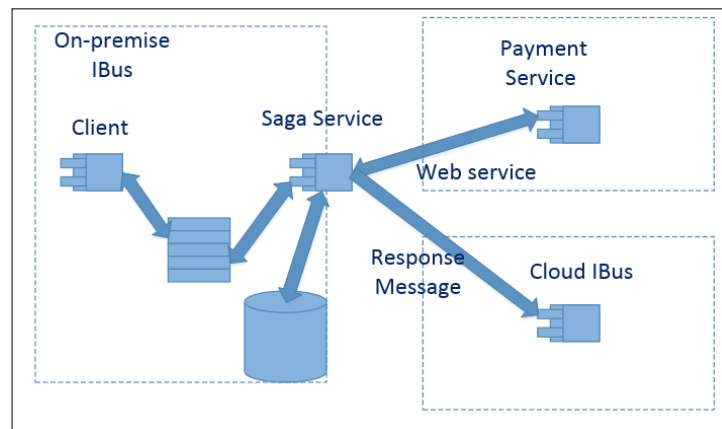 On-premise
IBus
Client
Saga Service
Payment
Service
Web service
Response
Message
Cloud IBus